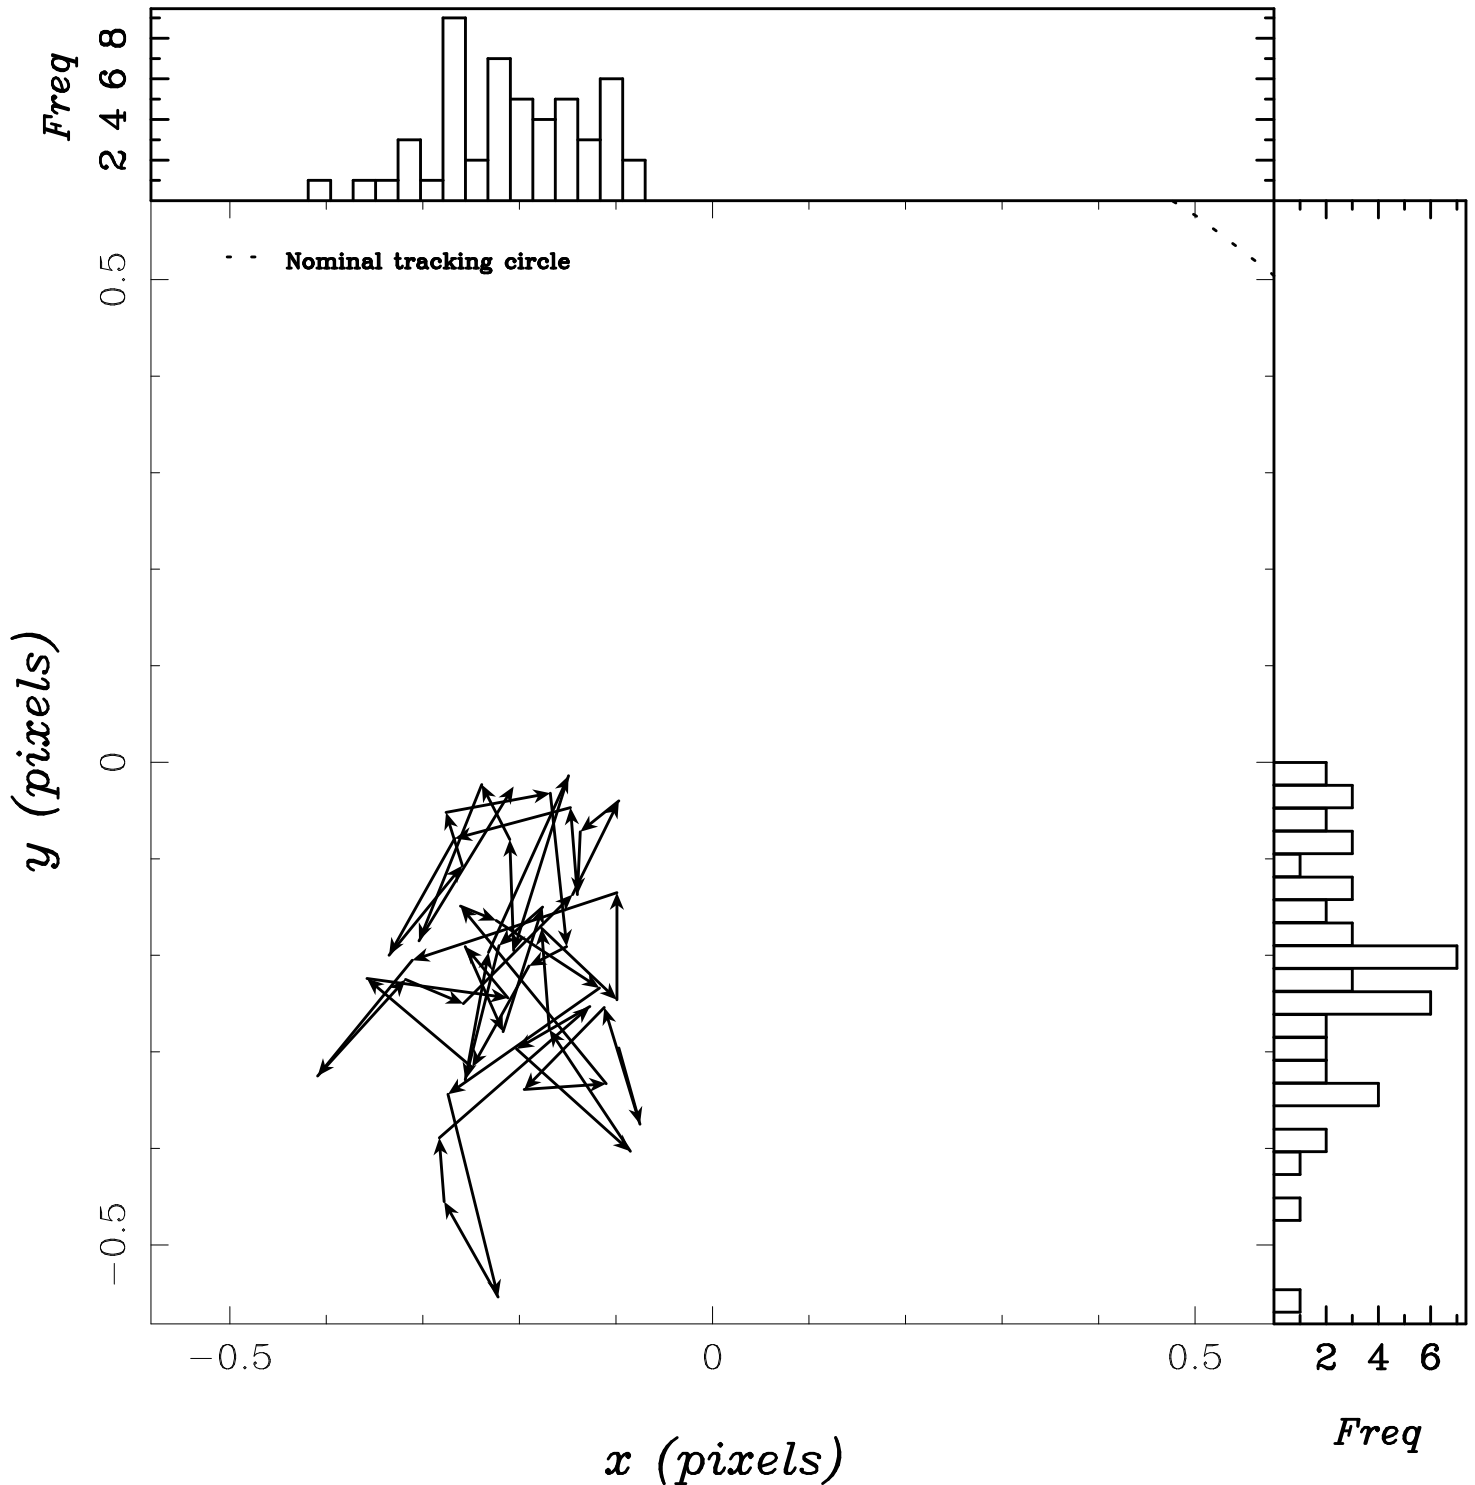 Freq
2 4 6 8
Nominal tracking circle
0.5
0
−0.5
y (pixels)
−0.5 0 0.5
2 4 6
Freq
x (pixels)